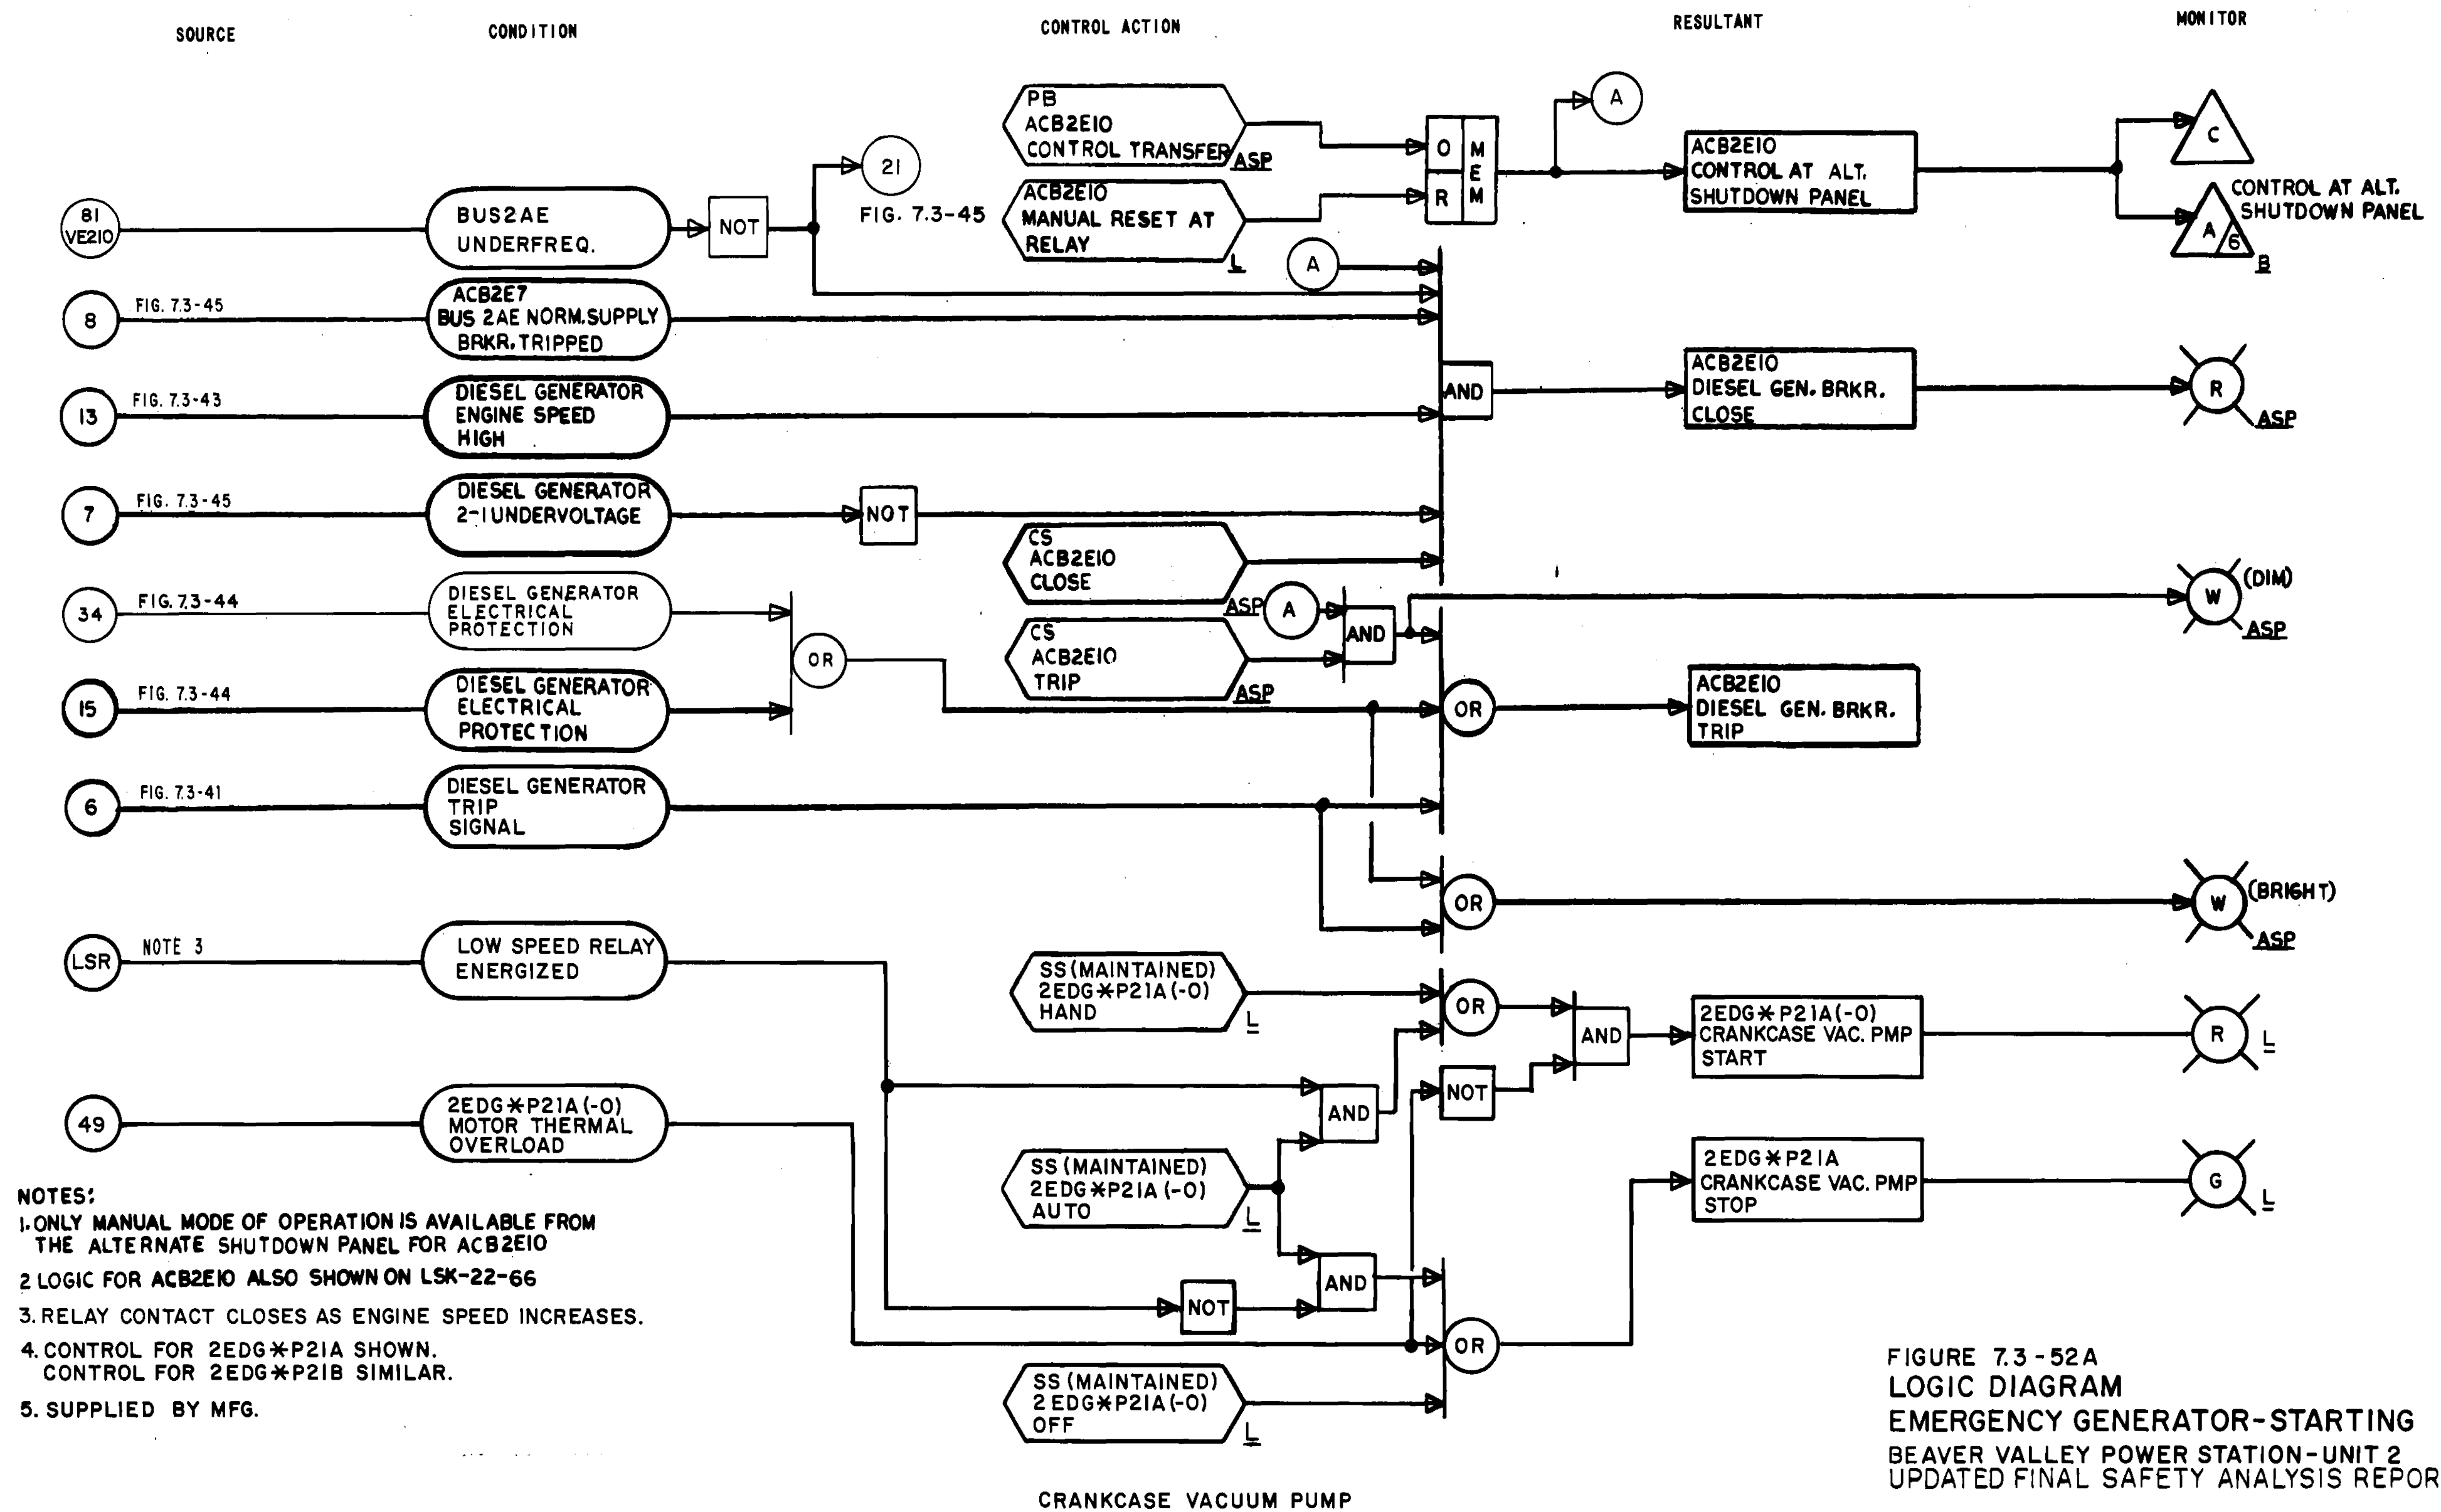 SOURCE
CONDITION
CONTROL ACTION
RESULTANT
MONITOR
PB
ACB2E10
CONTROL TRANSFER
ASP
ACB2E10
MANUAL RESET AT
RELAY
L
O
R
MEM
A
ACB2E10
CONTROL AT ALT.
SHUTDOWN PANEL
C
A
6
B
CONTROL AT ALT.
SHUTDOWN PANEL
81
VE210
BUS2AE
UNDERFREQ.
NOT
21
FIG. 7.3-45
A
8
FIG. 7.3-45
ACB2E7
BUS 2AE NORM.SUPPLY
BRKR.TRIPPED
13
FIG. 7.3-43
DIESEL GENERATOR
ENGINE SPEED
HIGH
AND
ACB2E10
DIESEL GEN. BRKR.
CLOSE
R
ASP
7
FIG. 7.3-45
DIESEL GENERATOR
2-1 UNDERVOLTAGE
NOT
CS
ACB2E10
CLOSE
ASP
A
AND
W
(DIM)
ASP
34
FIG. 7.3-44
DIESEL GENERATOR
ELECTRICAL
PROTECTION
OR
CS
ACB2E10
TRIP
ASP
15
FIG. 7.3-44
DIESEL GENERATOR
ELECTRICAL
PROTECTION
OR
ACB2E10
DIESEL GEN. BRKR.
TRIP
6
FIG. 7.3-41
DIESEL GENERATOR
TRIP
SIGNAL
OR
W
(BRIGHT)
ASP
LSR
NOTE 3
LOW SPEED RELAY
ENERGIZED
SS (MAINTAINED)
2EDG*P21A(-O)
HAND
L
OR
AND
2EDG*P21A(-O)
CRANKCASE VAC. PMP
START
R
L
49
2EDG*P21A(-O)
MOTOR THERMAL
OVERLOAD
AND
NOT
SS (MAINTAINED)
2EDG*P21A(-O)
AUTO
L
2EDG*P21A
CRANKCASE VAC. PMP
STOP
G
L
AND
NOT
OR
SS (MAINTAINED)
2EDG*P21A(-O)
OFF
L
NOTES:
1. ONLY MANUAL MODE OF OPERATION IS AVAILABLE FROM
THE ALTERNATE SHUTDOWN PANEL FOR ACB2E10
2 LOGIC FOR ACB2E10 ALSO SHOWN ON LSK-22-66
3. RELAY CONTACT CLOSES AS ENGINE SPEED INCREASES.
4. CONTROL FOR 2EDG*P21A SHOWN.
CONTROL FOR 2EDG*P21B SIMILAR.
5. SUPPLIED BY MFG.
CRANKCASE VACUUM PUMP
FIGURE 7.3-52A
LOGIC DIAGRAM
EMERGENCY GENERATOR-STARTING
BEAVER VALLEY POWER STATION-UNIT 2
UPDATED FINAL SAFETY ANALYSIS REPOR